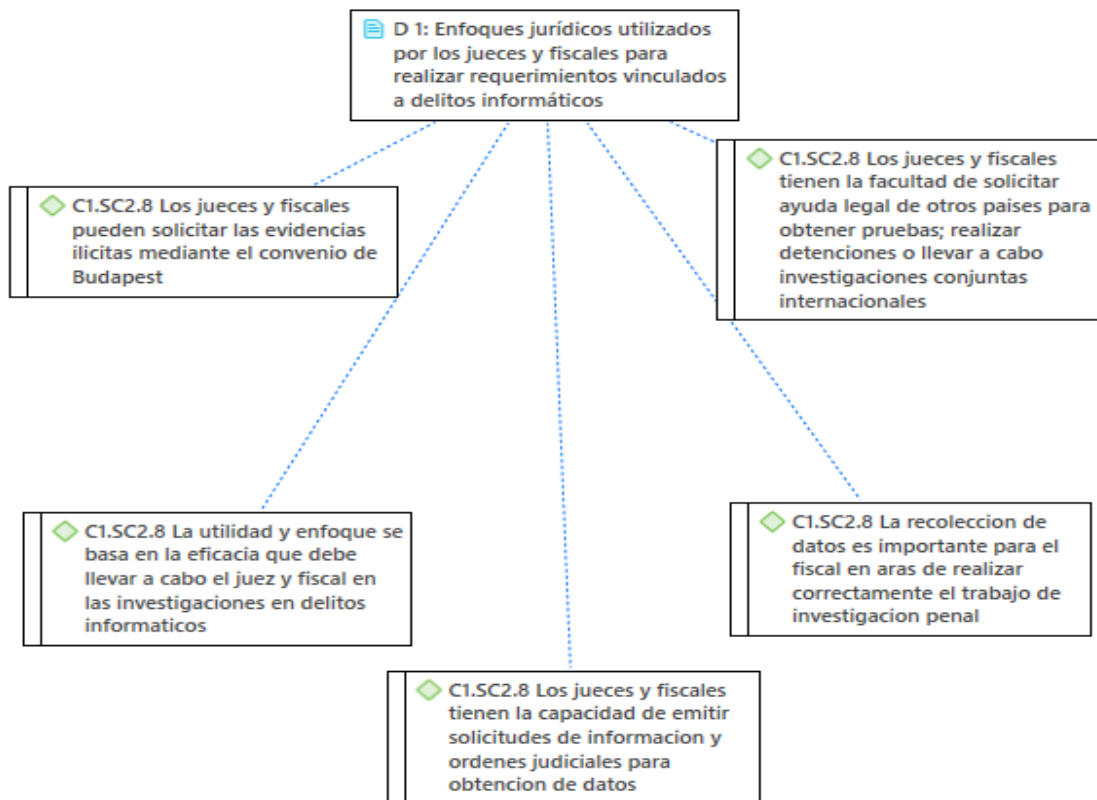 D 1: Enfoques jurídicos utilizados
por los jueces y fiscales para
realizar requerimientos vinculados
a delitos informáticos
C1.SC2.8 Los jueces y fiscales
pueden solicitar las evidencias
ilicitas mediante el convenio de
Budapest
C1.SC2.8 Los jueces y fiscales
tienen la facultad de solicitar
ayuda legal de otros paises para
obtener pruebas; realizar
detenciones o llevar a cabo
investigaciones conjuntas
internacionales
C1.SC2.8 La utilidad y enfoque se
basa en la eficacia que debe
llevar a cabo el juez y fiscal en
las investigaciones en delitos
informaticos
C1.SC2.8 La recoleccion de
datos es importante para el
fiscal en aras de realizar
correctamente el trabajo de
investigacion penal
C1.SC2.8 Los jueces y fiscales
tienen la capacidad de emitir
solicitudes de informacion y
ordenes judiciales para
obtencion de datos